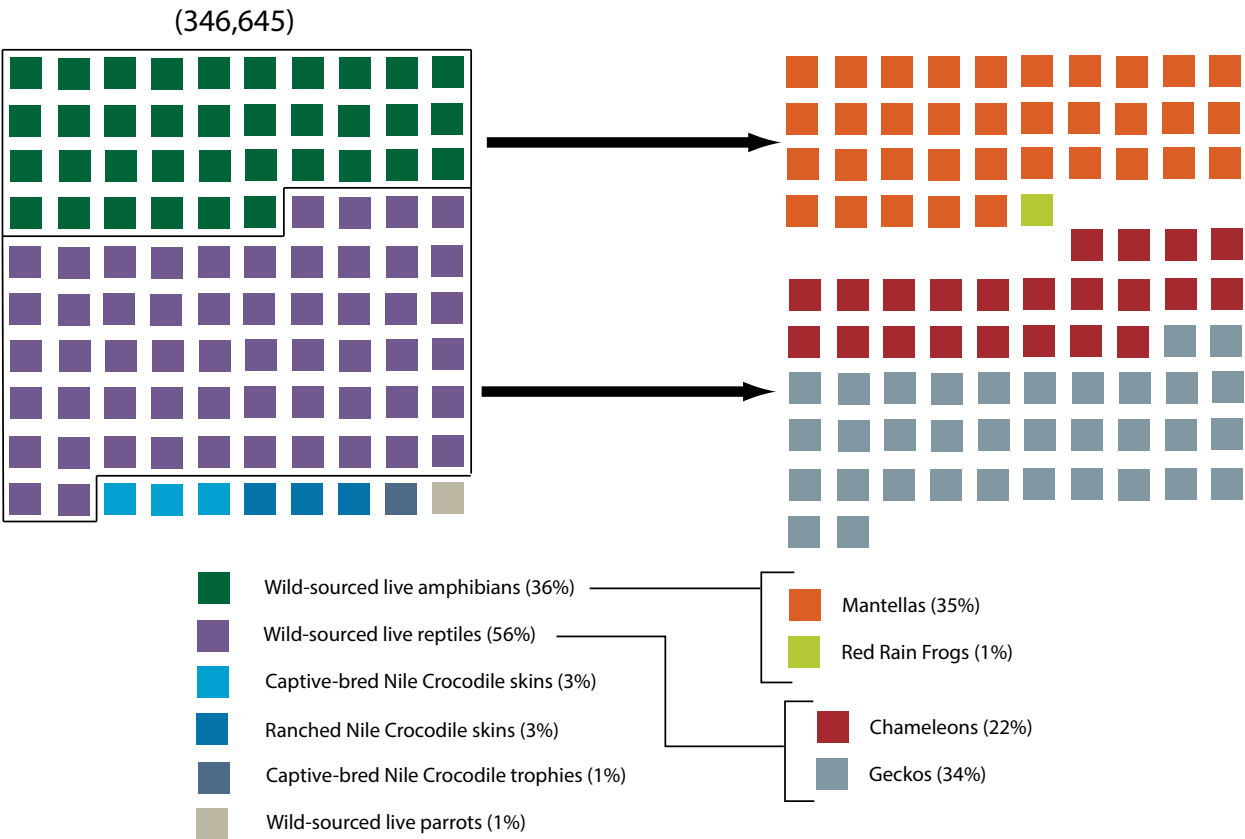 (346,645)
Wild-sourced live amphibians (36%)
Wild-sourced live reptiles (56%)
Captive-bred Nile Crocodile skins (3%)
Ranched Nile Crocodile skins (3%)
Captive-bred Nile Crocodile trophies (1%)
Wild-sourced live parrots (1%)
Mantellas (35%)
Red Rain Frogs (1%)
Chameleons (22%)
Geckos (34%)